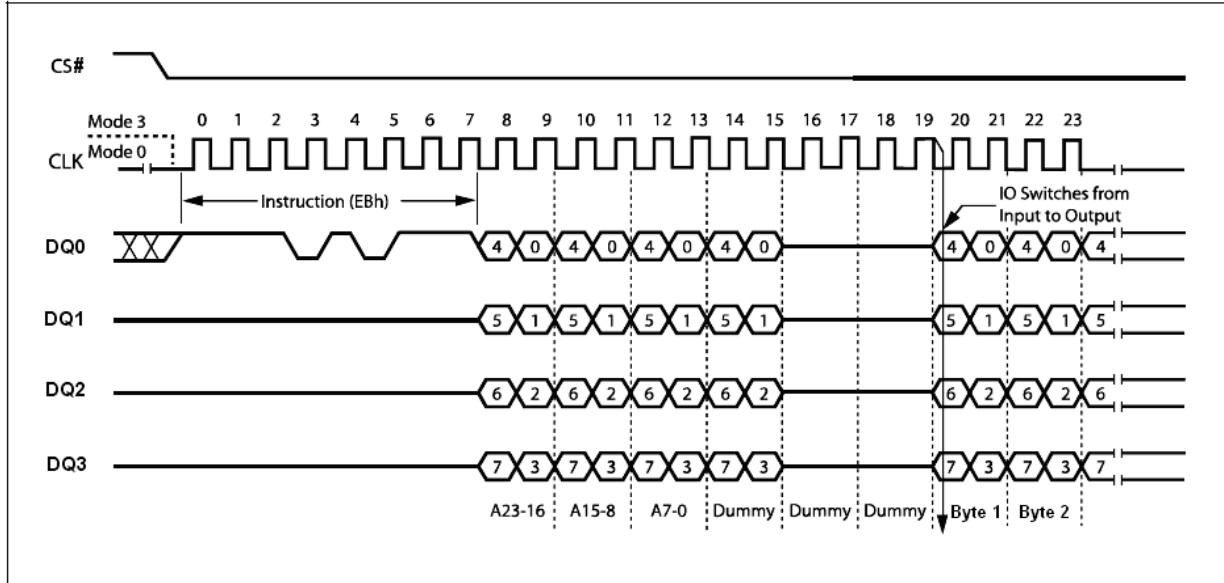 CS#
Mode 3 0 1 2 3 4 5 6 7 8 9 10 11 12 13 14 15 16 17 18 19 20 21 22 23
CLK Mode 0
Instruction (EBh)
IO Switches from
Input to Output
DQ0 4 0 4 0 4 0 4 0 4 0 4 0 4
DQ1 5 1 5 1 5 1 5 1 5 1 5 1 5
DQ2 6 2 6 2 6 2 6 2 6 2 6 2 6
DQ3 7 3 7 3 7 3 7 3 7 3 7 3 7
A23-16 A15-8 A7-0 Dummy Dummy Dummy Byte 1 Byte 2